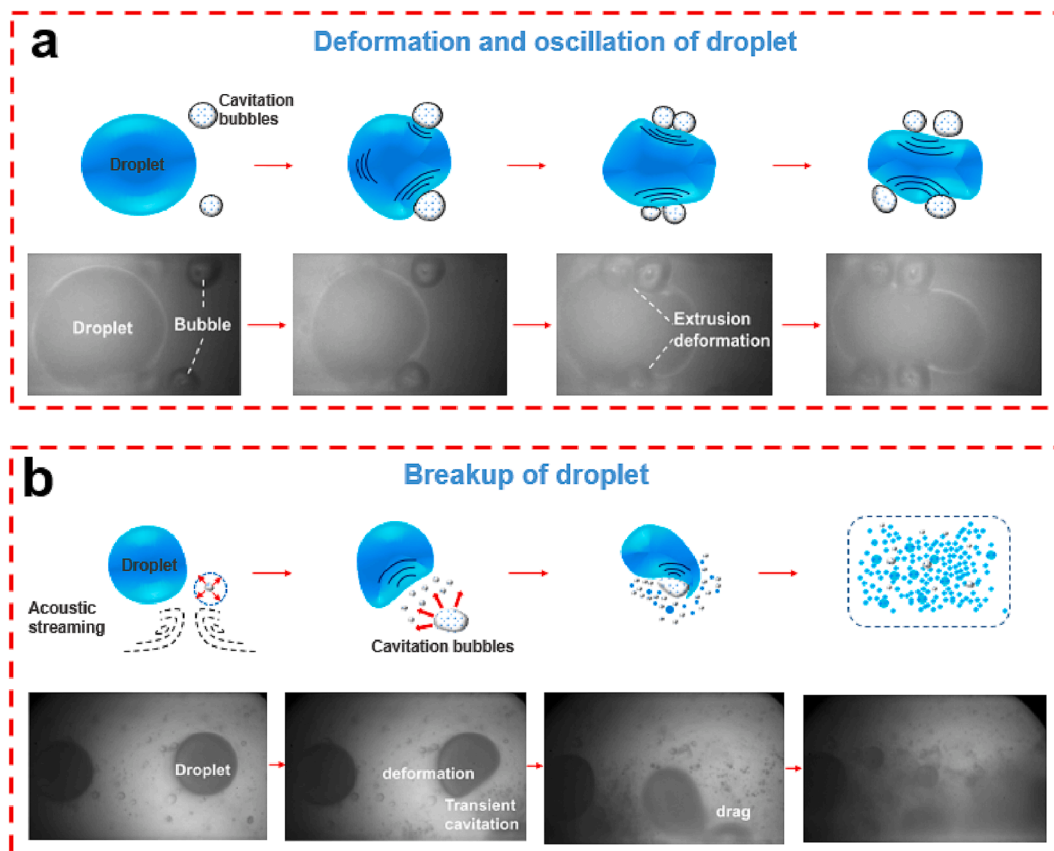 a
Deformation and oscillation of droplet
Cavitation
bubbles
Droplet
Droplet
Bubble
Extrusion
deformation
b
Breakup of droplet
Droplet
Acoustic
streaming
Cavitation bubbles
Droplet
deformation
Transient
cavitation
drag